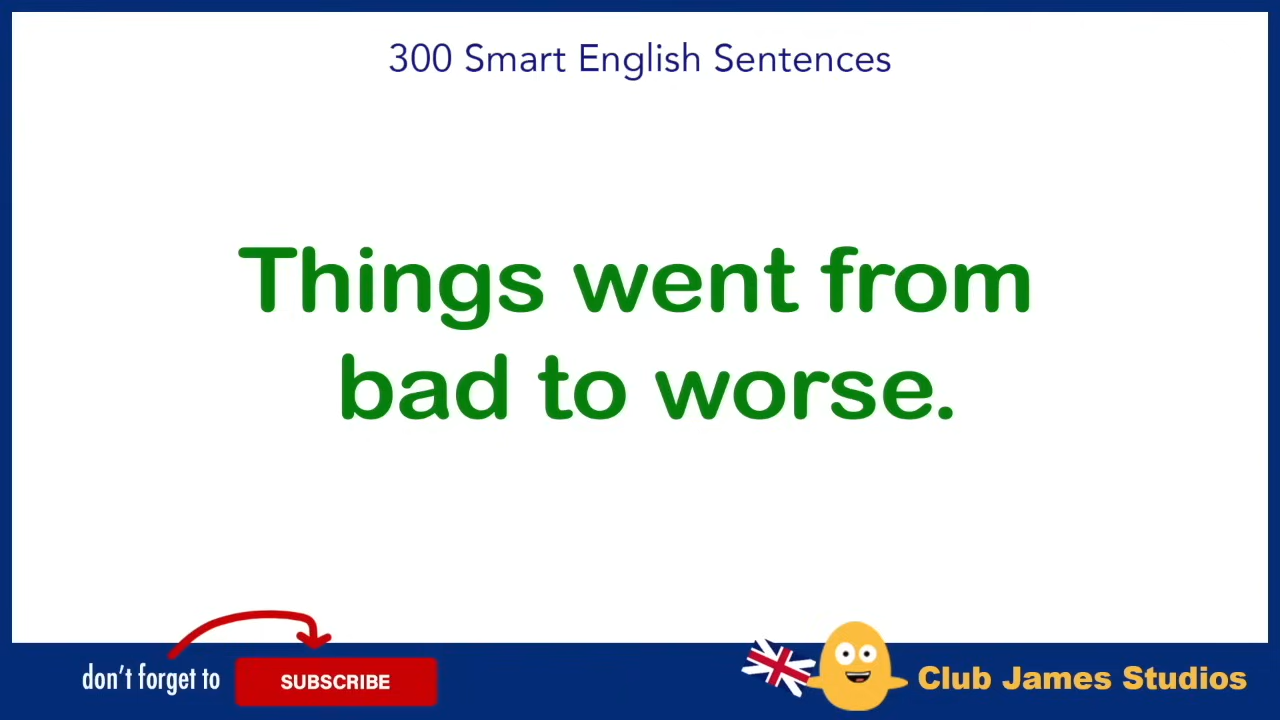 300 Smart English Sentences
Things went from
bad to worse.
don't forget to
SUBSCRIBE
Club James Studios